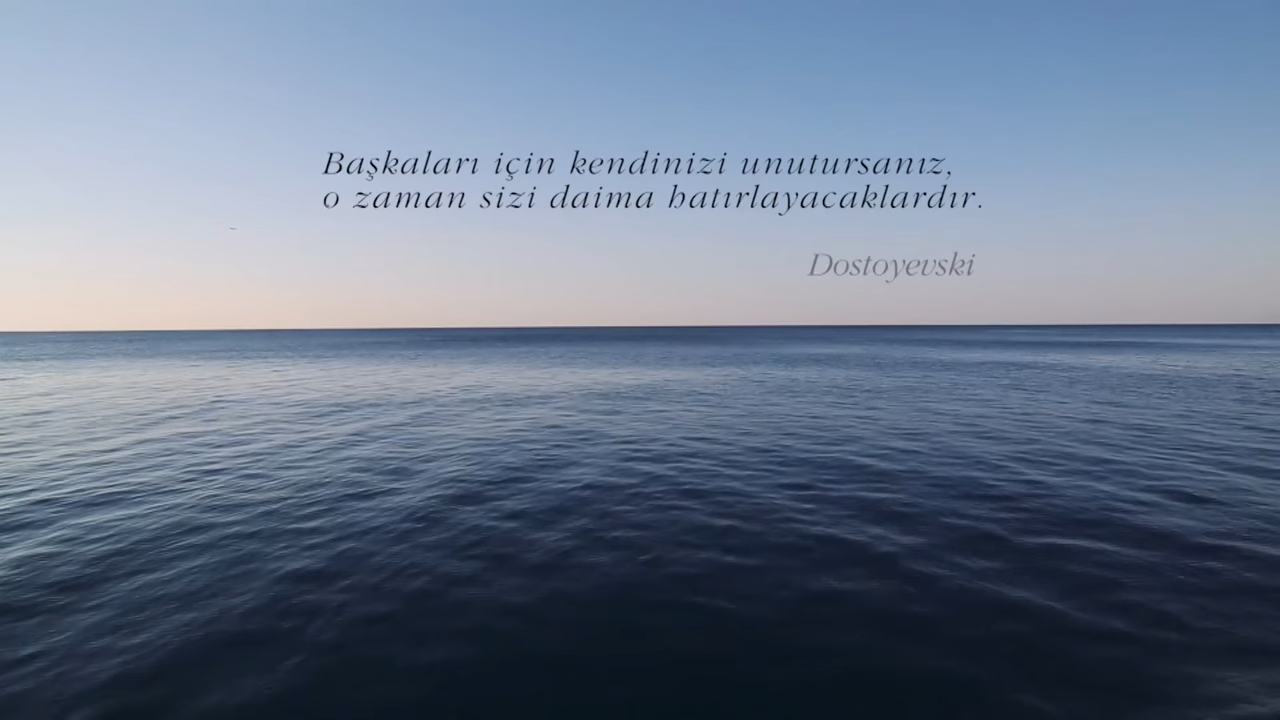 Başkaları için kendinizi unutursanız,
o zaman sizi daima hatırlayacaklardır.
Dostoyevski